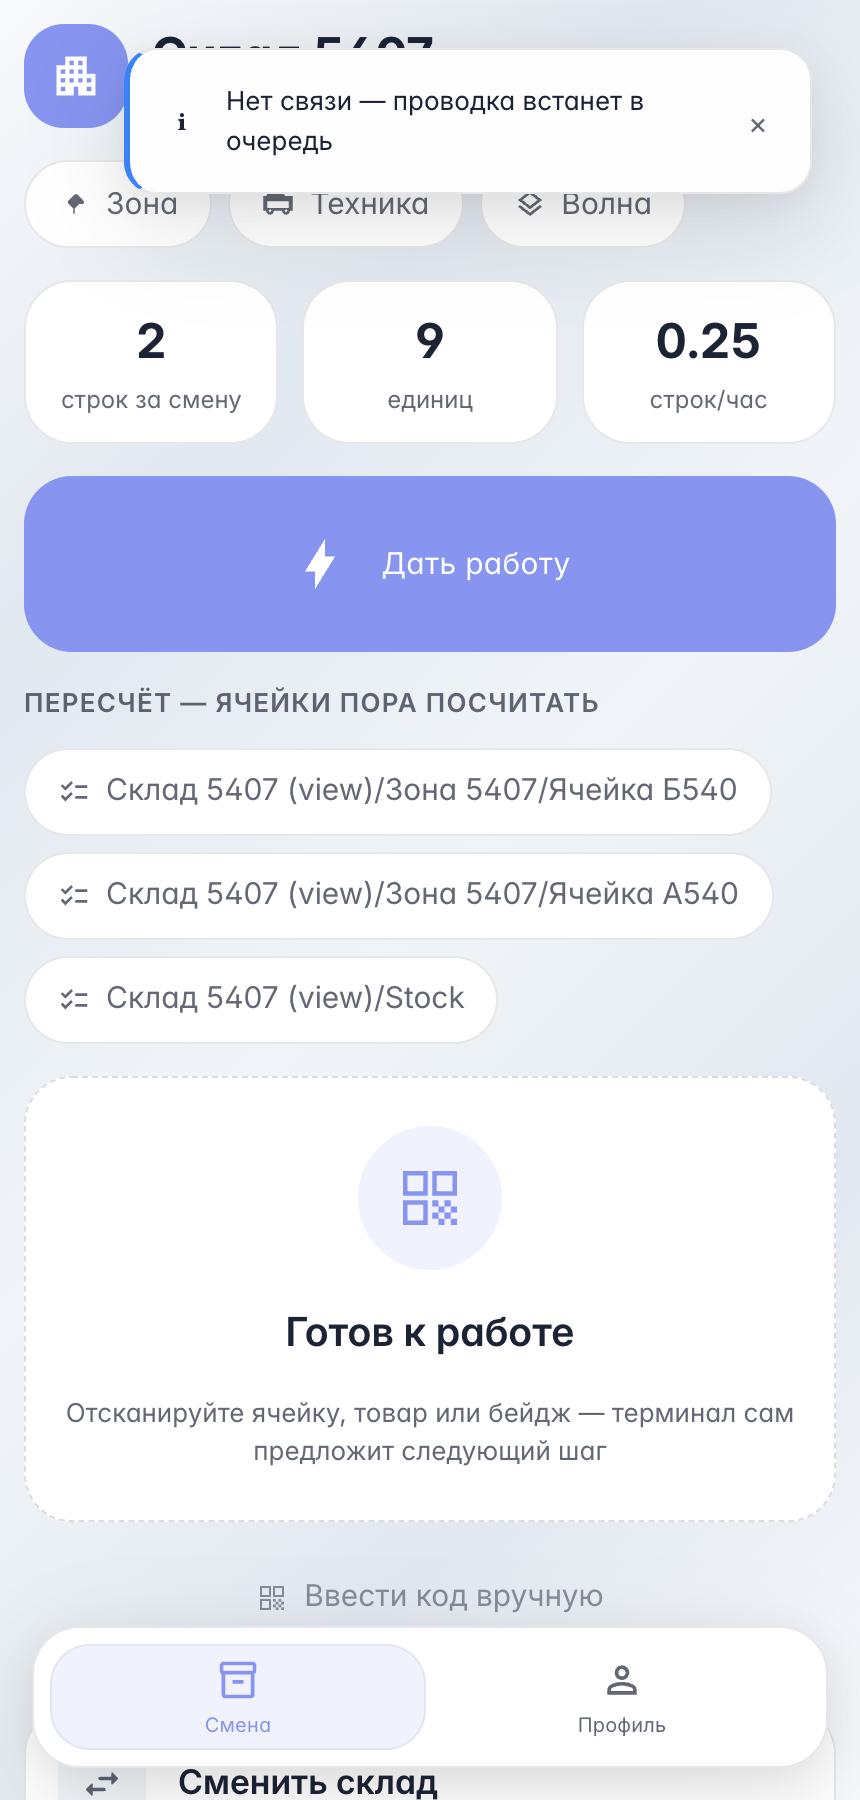 Склад 5407
Нет связи — проводка встанет в
очередь
Зона
Техника
Волна
2
строк за смену
9
единиц
0.25
строк/час
Дать работу
ПЕРЕСЧЁТ — ЯЧЕЙКИ ПОРА ПОСЧИТАТЬ
Склад 5407 (view)/Зона 5407/Ячейка Б540
Склад 5407 (view)/Зона 5407/Ячейка А540
Склад 5407 (view)/Stock
Готов к работе
Отсканируйте ячейку, товар или бейдж — терминал сам
предложит следующий шаг
Ввести код вручную
Смена
Профиль
Сменить склад